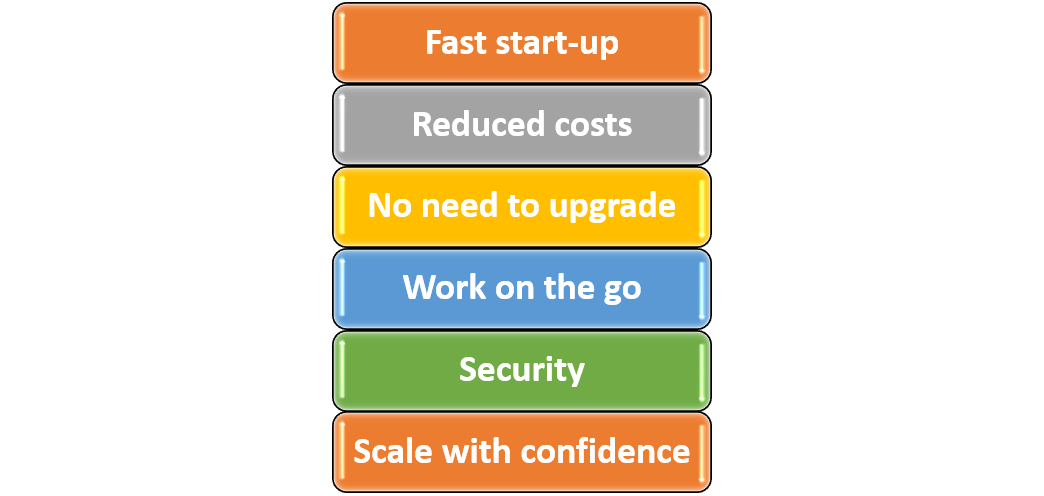 Fast start-up
Reduced costs
No need to upgrade
Work on the go
Security
Scale with confidence